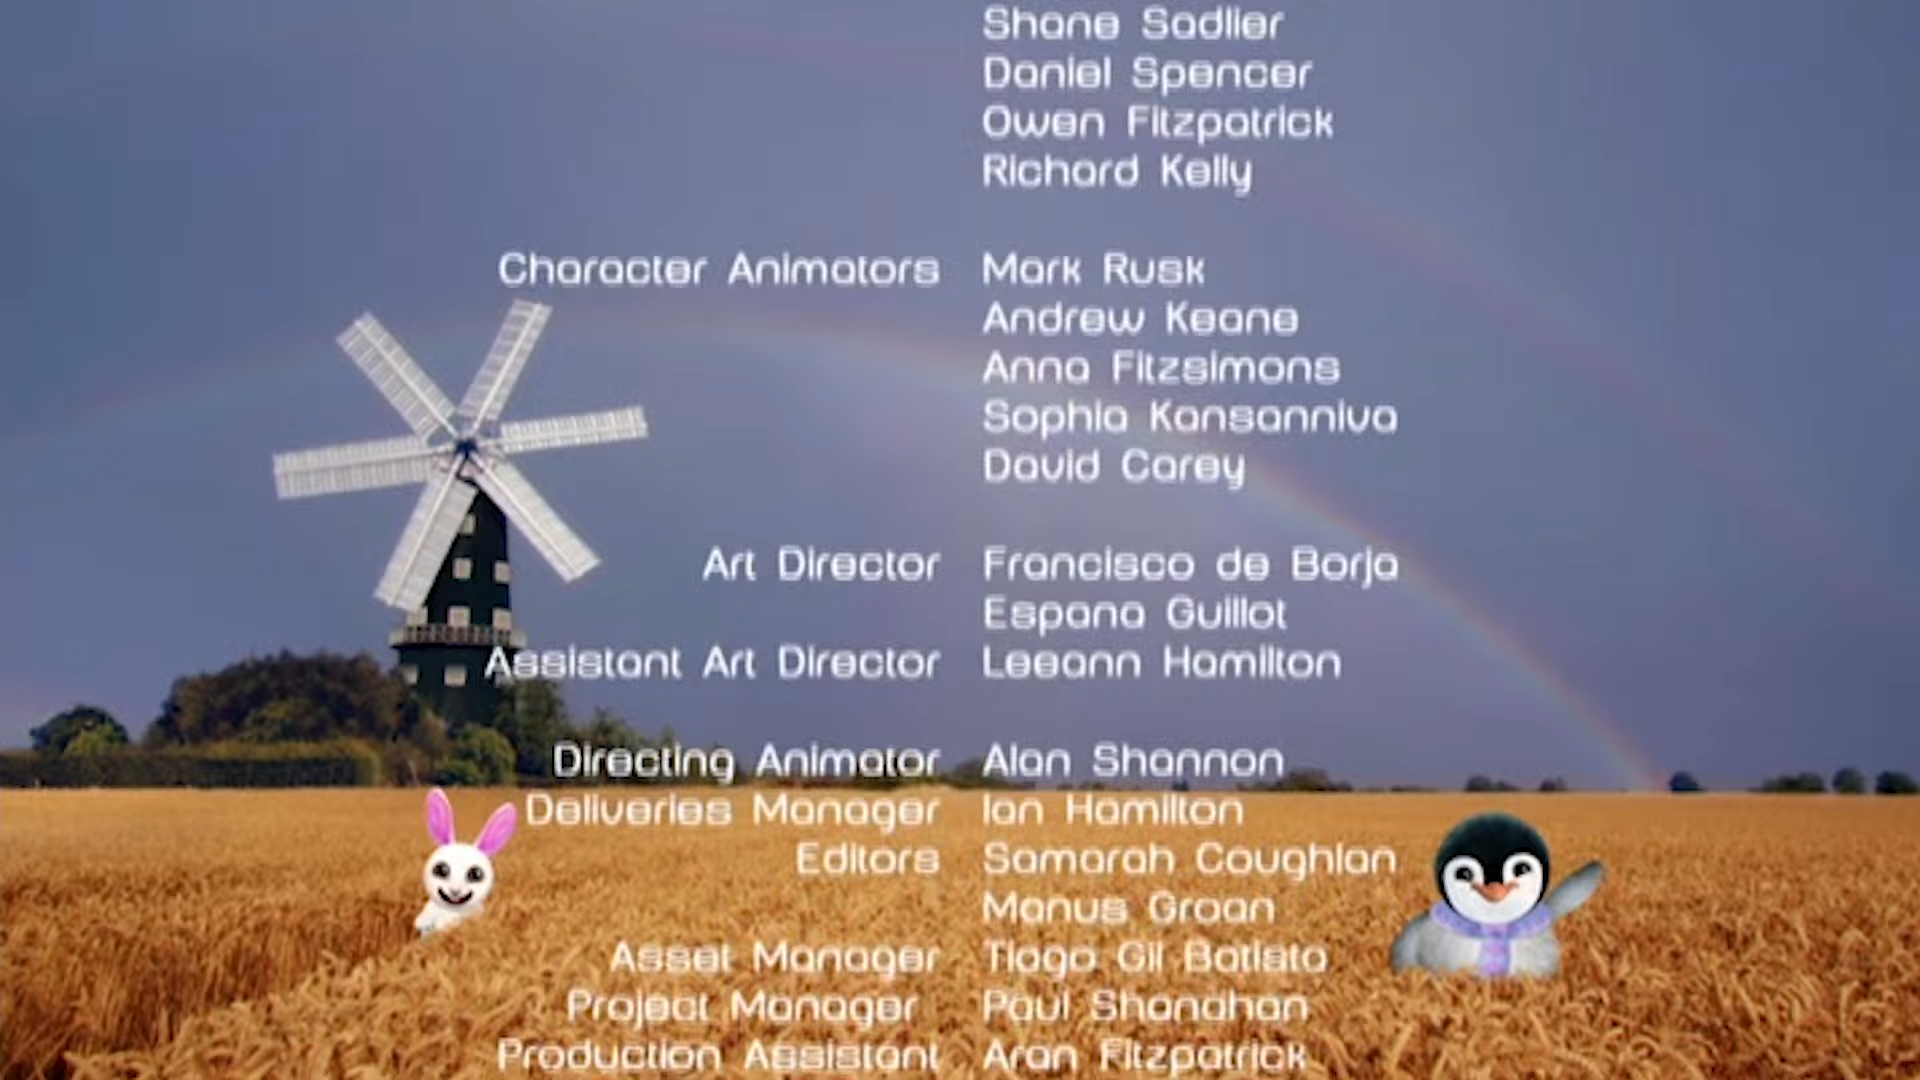 Shane Sadlier
Daniel Spencer
Owen Fitzpatrick
Richard Kelly
Character Animators Mark Rusk
Andrew Keane
Anna Fitzsimons
Sophia Kansanniva
David Carey
Art Director Francisco de Borja
Espana Guillot
Assistant Art Director Leeann Hamilton
Directing Animator Alan Shannon
Deliveries Manager Ian Hamilton
Editors Samarah Coughlan
Manus Groan
Asset Manager Tiago Gil Batista
Project Manager Paul Shanahan
Production Assistant Aran Fitzpatrick